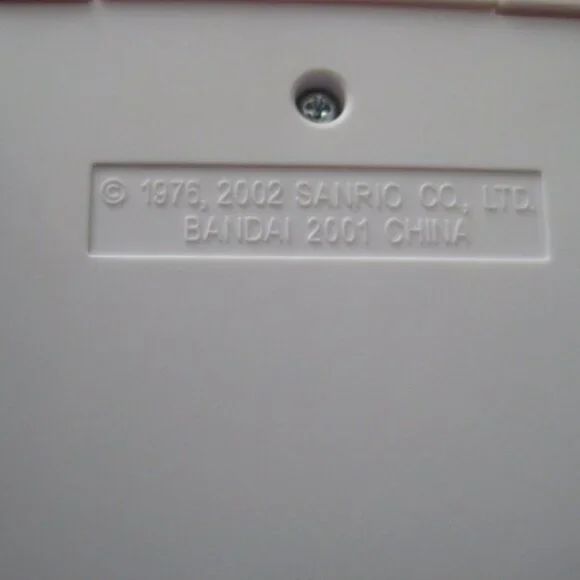 © 1976, 2002 SANRIO CO., LTD.
BANDAI 2001 CHINA